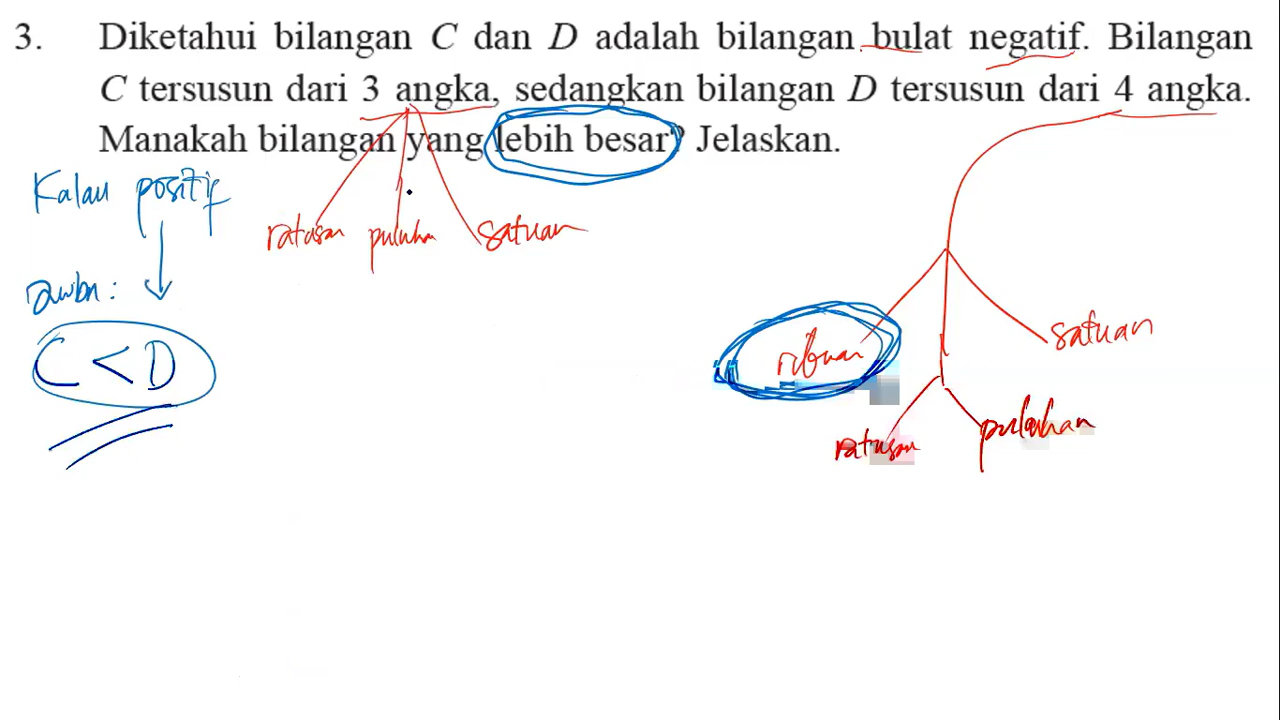 3. Diketahui bilangan C dan D adalah bilangan bulat negatif. Bilangan
C tersusun dari 3 angka, sedangkan bilangan D tersusun dari 4 angka.
Manakah bilangan yang lebih besar? Jelaskan.
Kalau positif
ratusan puluhan satuan
C < D
ribuan
satuan
ratusan
puluhan